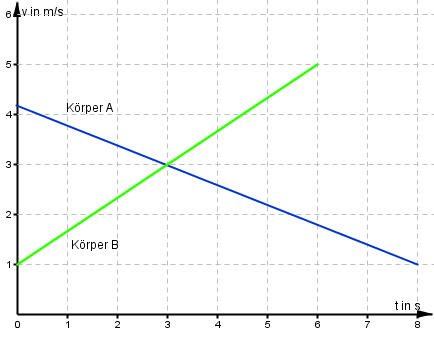 6 v in m/s
5
Körper A
4
3
2
Körper B
1
t in s
0 1 2 3 4 5 6 7 8